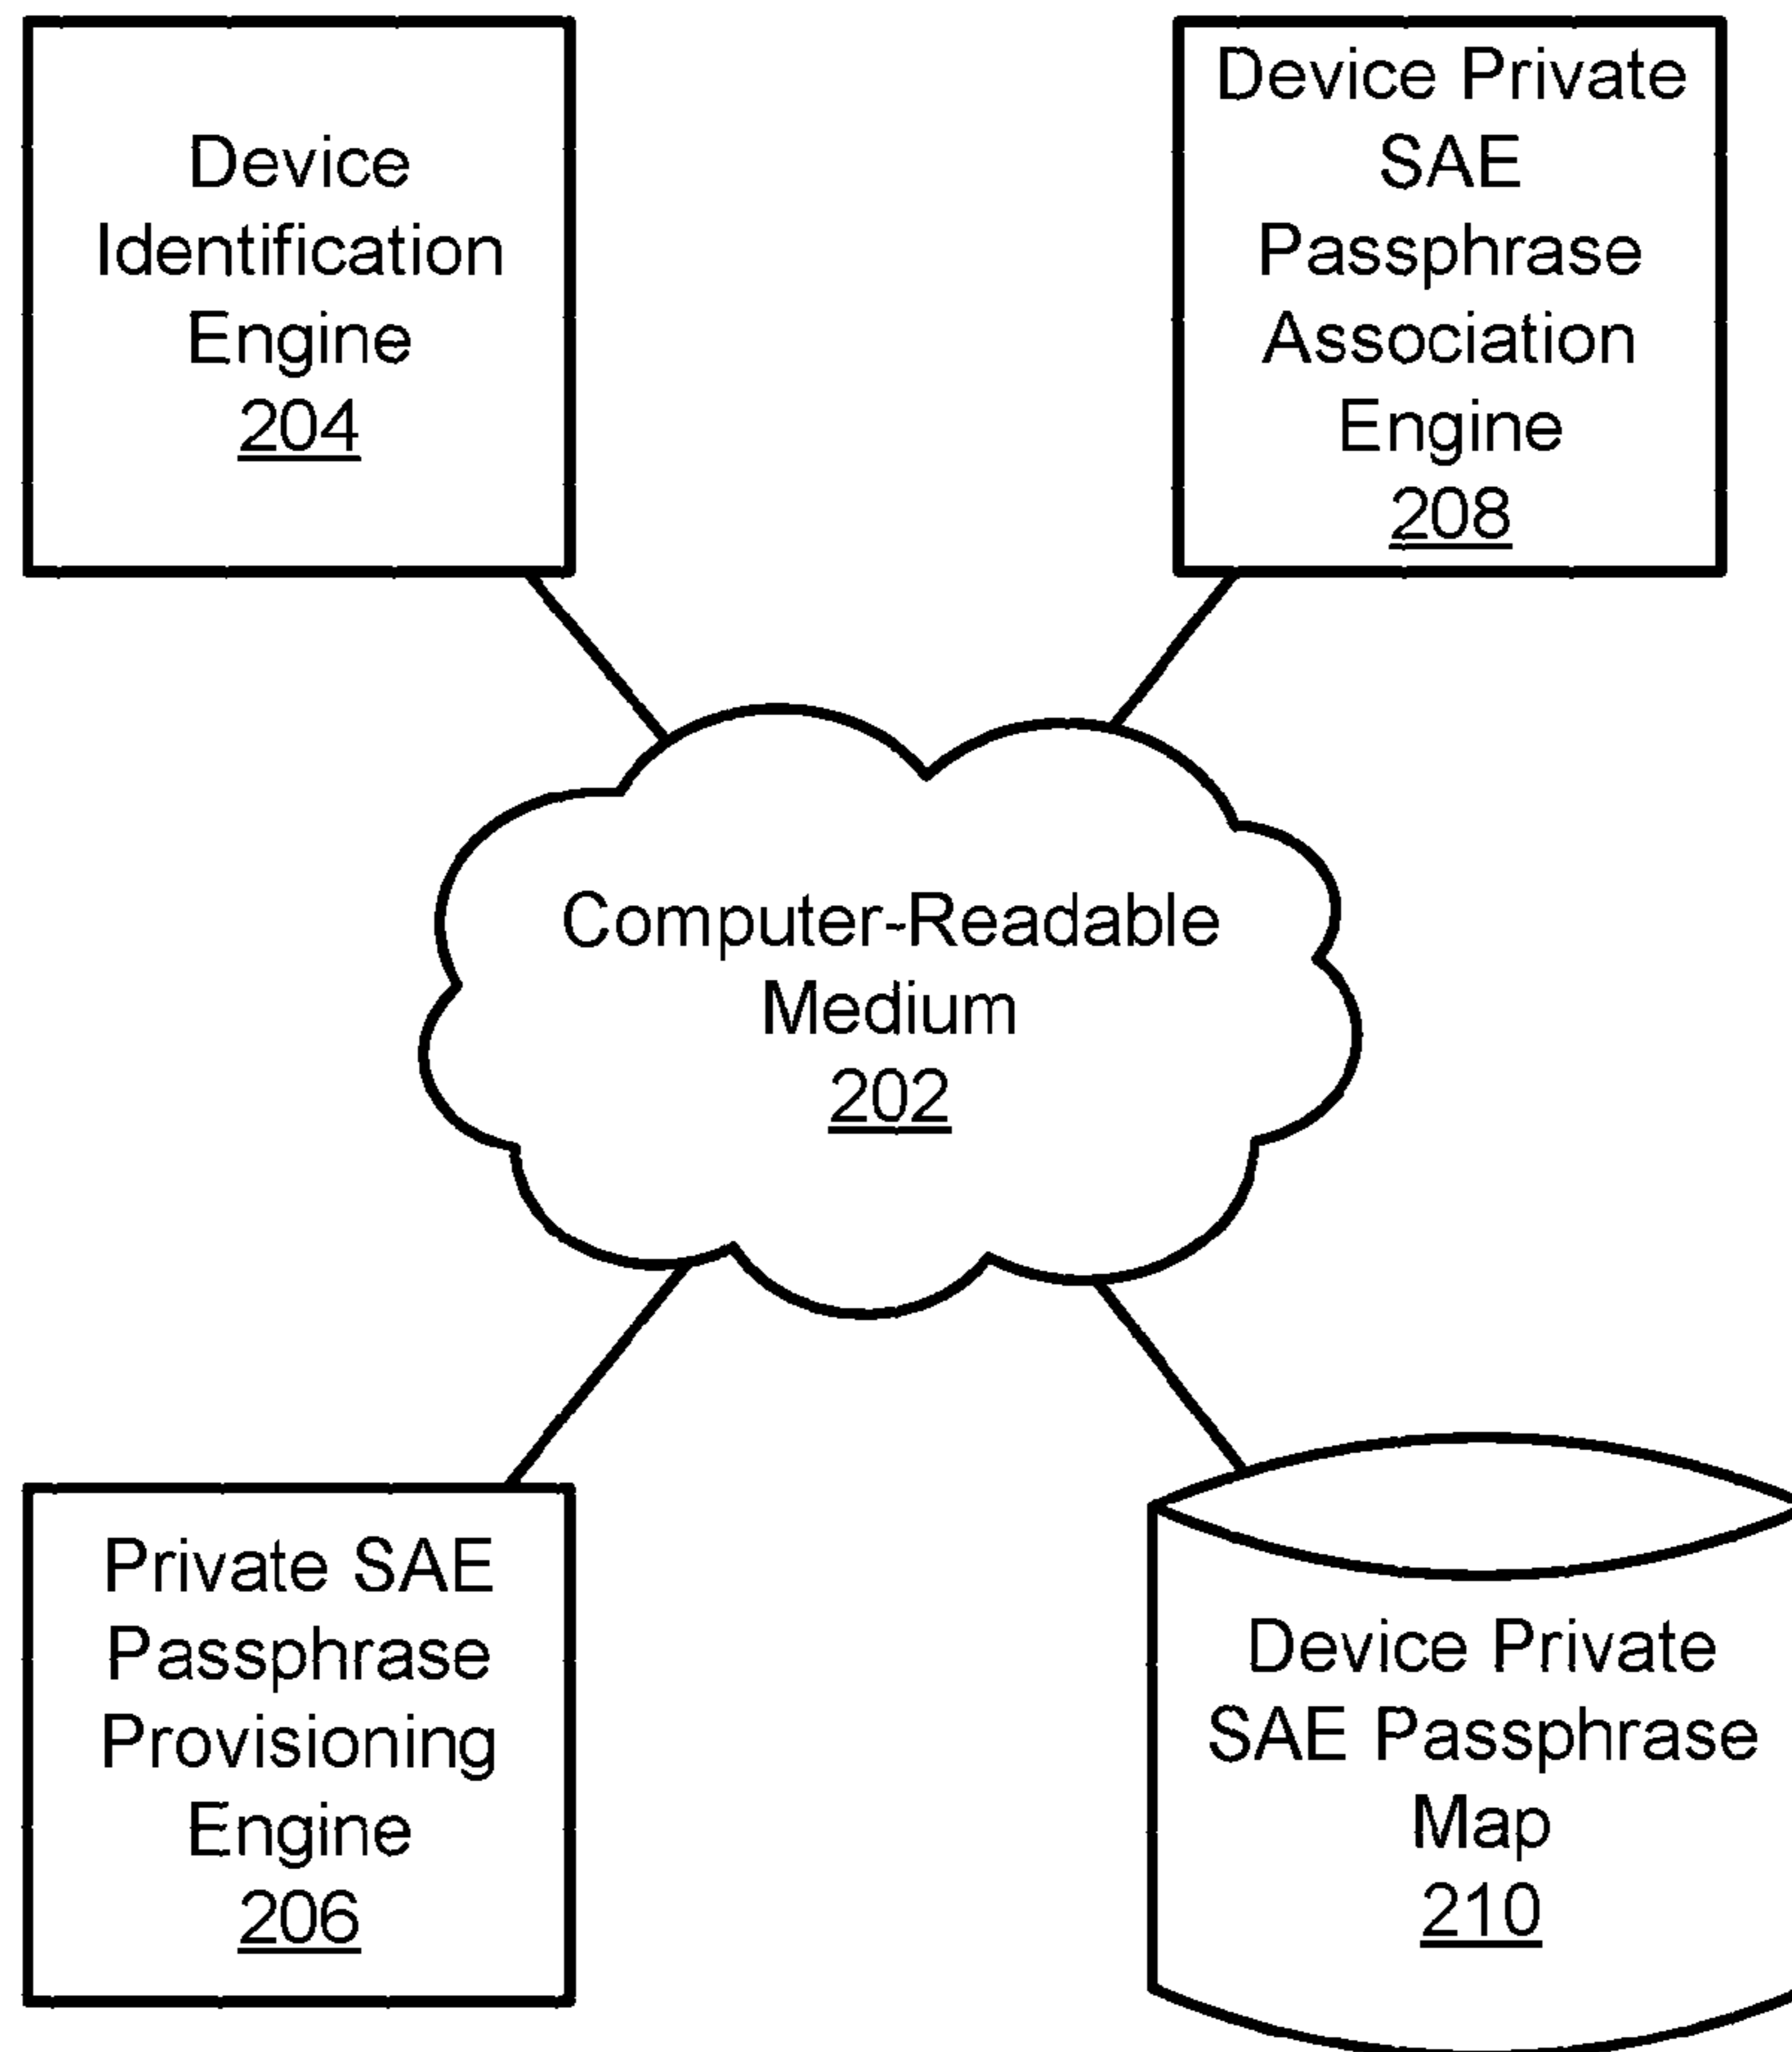 Device
Identification
Engine
204
Device Private
SAE
Passphrase
Association
Engine
208
Computer-Readable
Medium
202
Private SAE
Passphrase
Provisioning
Engine
206
Device Private
SAE Passphrase
Map
210